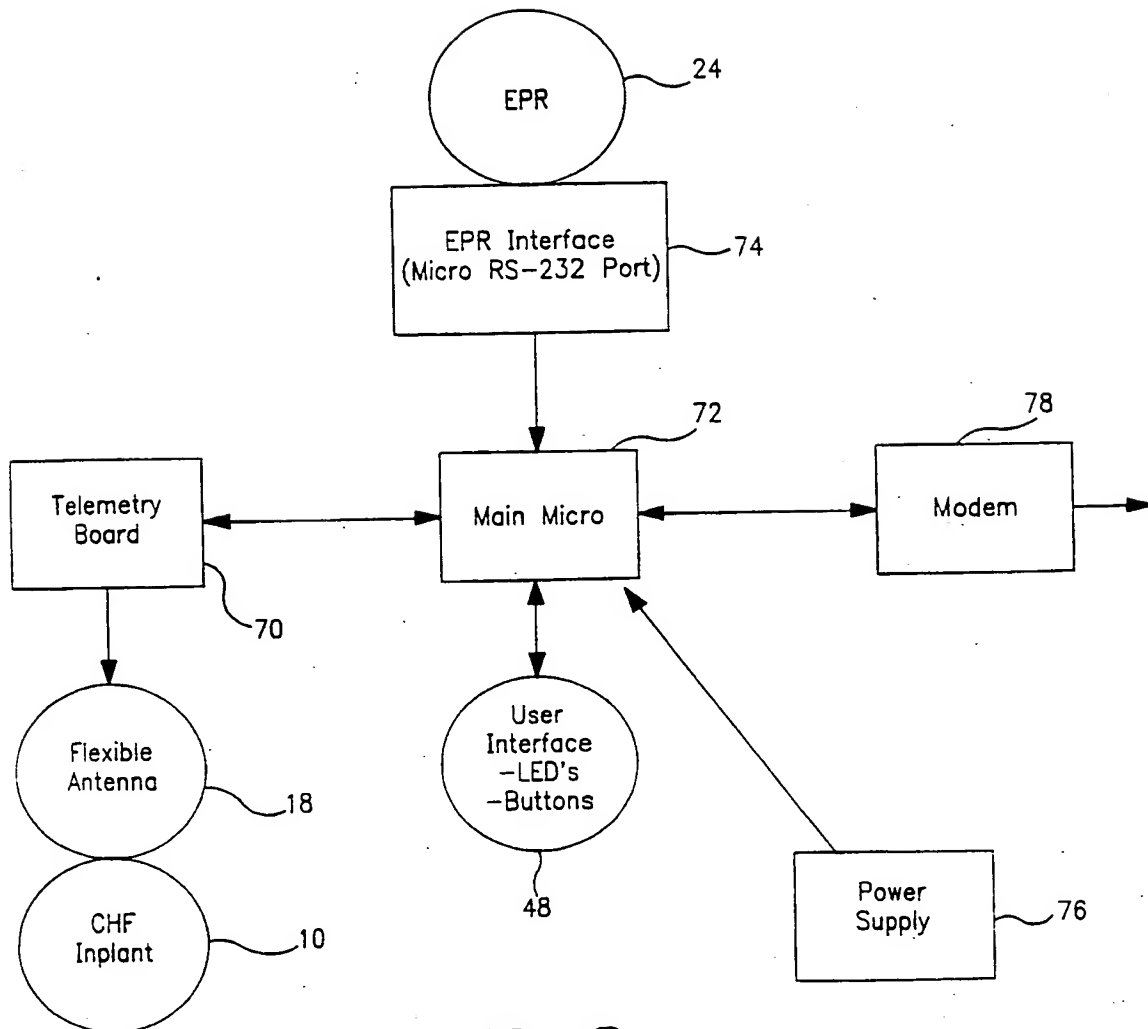 24
EPR
EPR Interface
(Micro RS-232 Port)
74
72
78
Telemetry
Board
Main Micro
Modem
70
Flexible
Antenna
18
User
Interface
-LED's
-Buttons
48
CHF
Inplant
10
Power
Supply
76